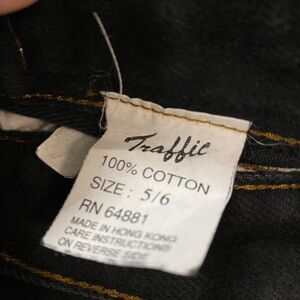 Traffic
100% COTTON
SIZE : 5/6
RN 64881
MADE IN HONG KONG
CARE INSTRUCTIONS
ON REVERSE SIDE